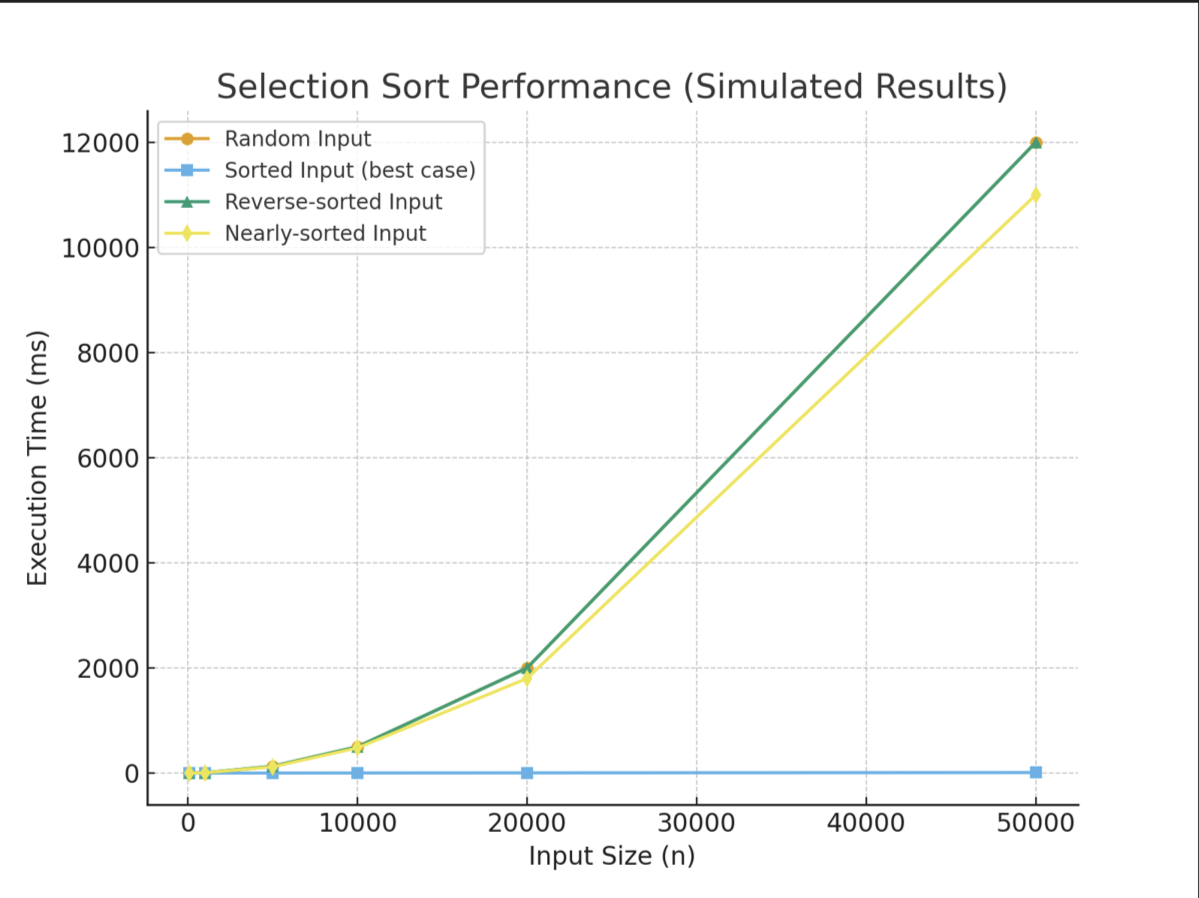 Selection Sort Performance (Simulated Results)
Random Input
Sorted Input (best case)
Reverse-sorted Input
Nearly-sorted Input
12000
10000
8000
6000
4000
2000
0
Execution Time (ms)
0 10000 20000 30000 40000 50000
Input Size (n)